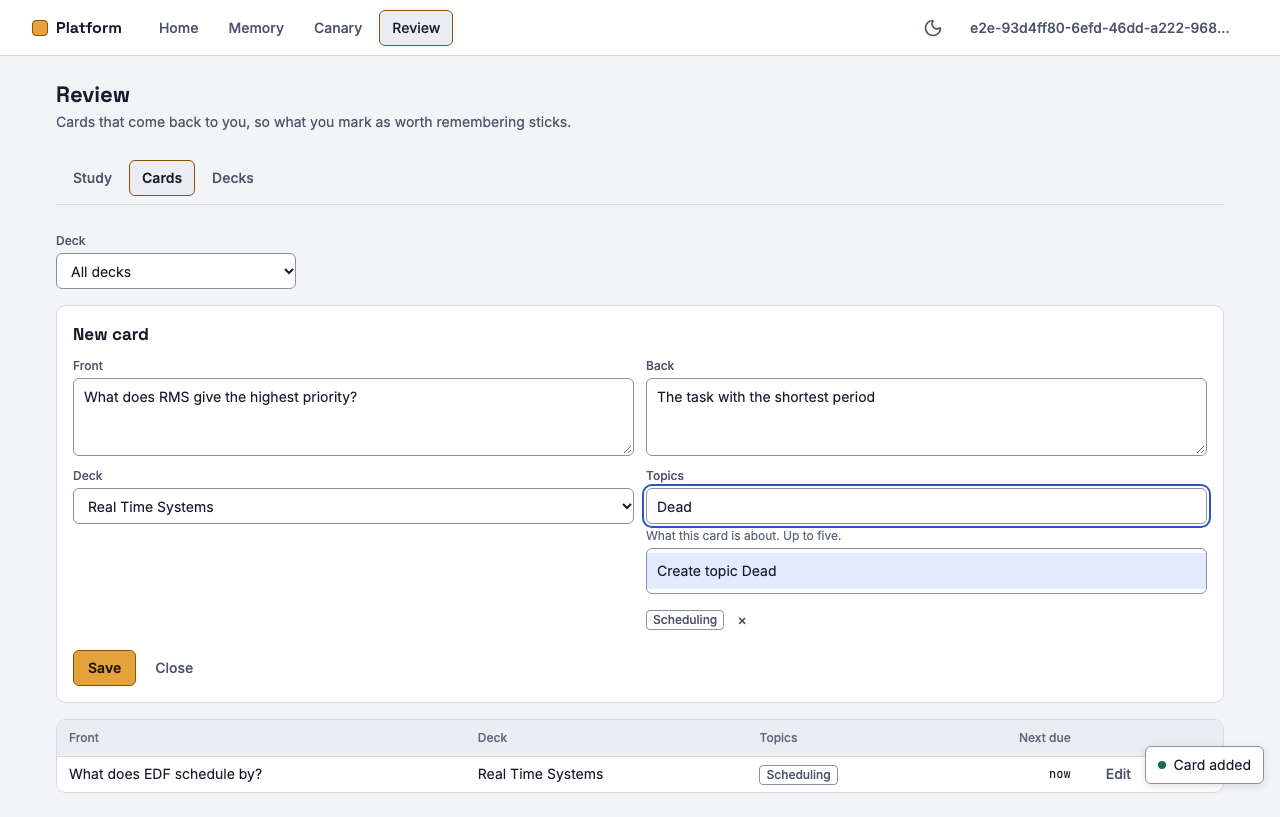 Platform
Home
Memory
Canary
Review
e2e-93d4ff80-6efd-46dd-a222-968...
Review
Cards that come back to you, so what you mark as worth remembering sticks.
Study
Cards
Decks
Deck
All decks
New card
Front
Back
What does RMS give the highest priority?
The task with the shortest period
Deck
Topics
Real Time Systems
Dead
What this card is about. Up to five.
Create topic Dead
Scheduling ×
Save
Close
Front Deck Topics Next due
What does EDF schedule by? Real Time Systems Scheduling now Edit
Card added